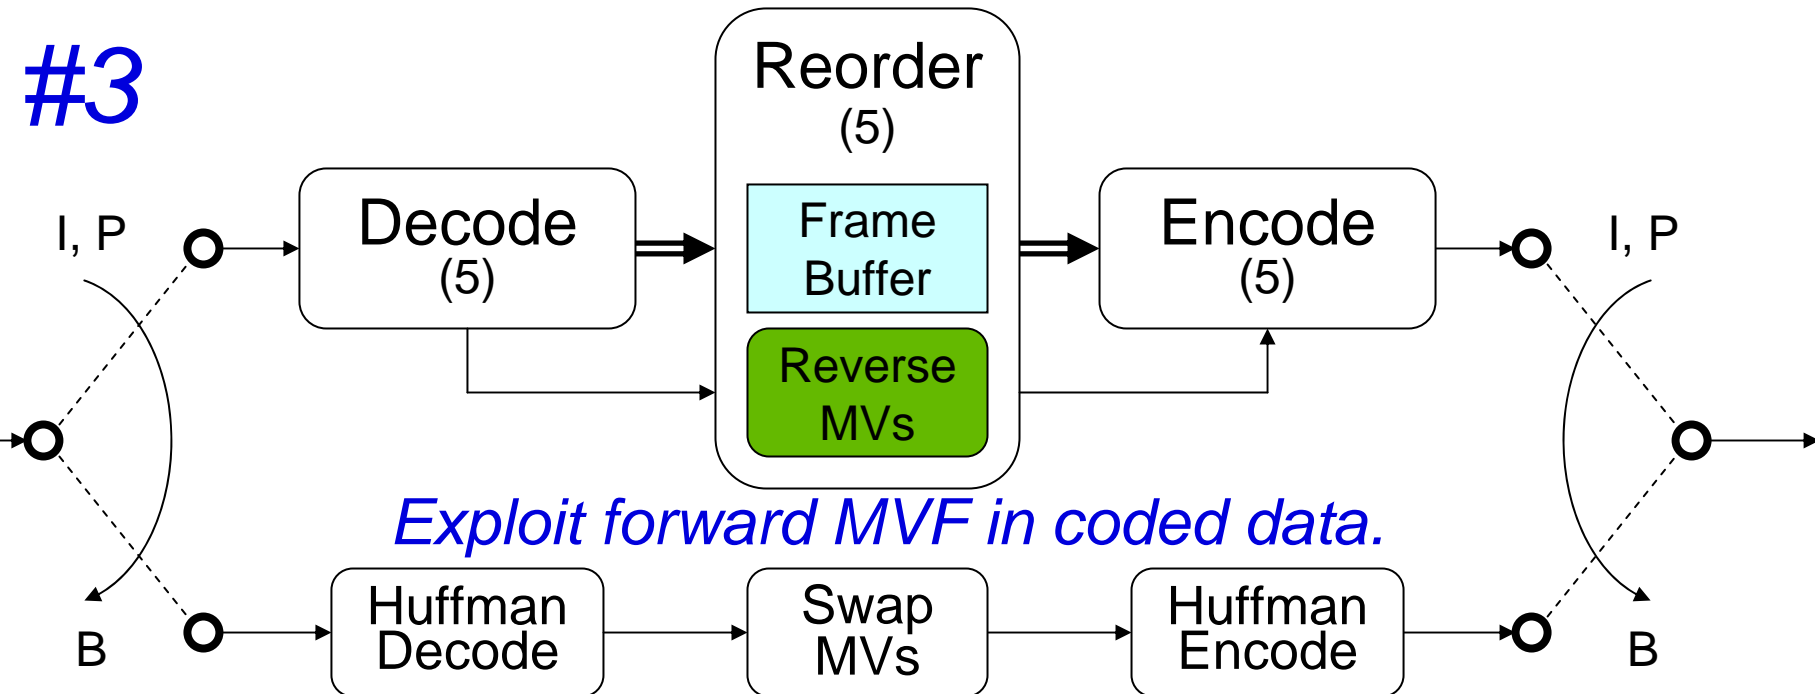 #3
Reorder
(5)
I, P
Decode
(5)
Frame
Buffer
Encode
(5)
I, P
Reverse
MVs
Exploit forward MVF in coded data.
B
Huffman
Decode
Swap
MVs
Huffman
Encode
B